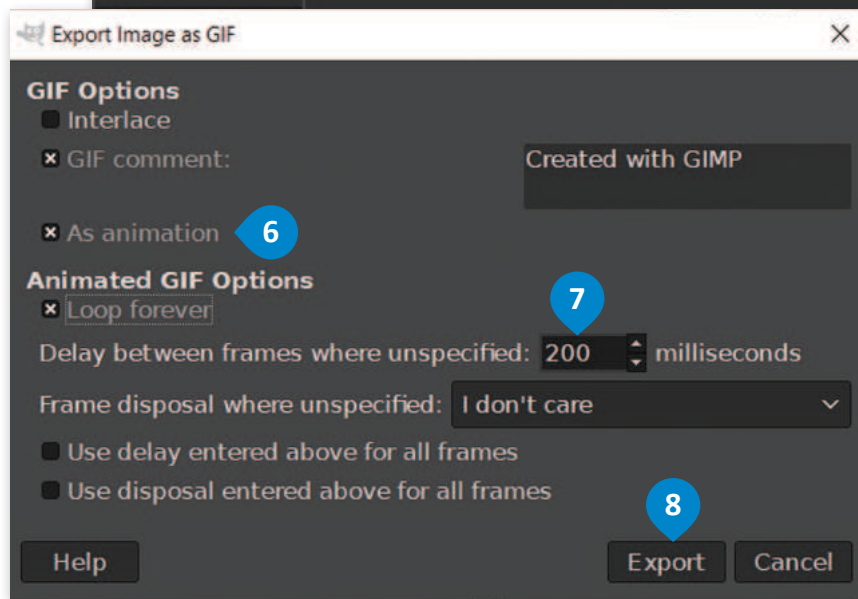 Export Image as GIF
GIF Options
Interlace
GIF comment:
Created with GIMP
As animation
6
Animated GIF Options
Loop forever
7
Delay between frames where unspecified: 200 milliseconds
Frame disposal where unspecified: I don't care
Use delay entered above for all frames
Use disposal entered above for all frames
8
Help
Export
Cancel